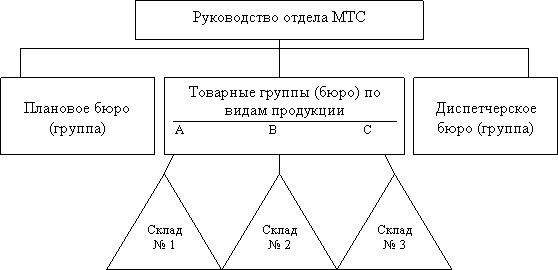 Руководство отдела МТС
Плановое бюро
(группа)
Товарные группы (бюро) по
видам продукции
А В С
Диспетчерское
бюро (группа)
Склад
№ 1
Склад
№ 2
Склад
№ 3